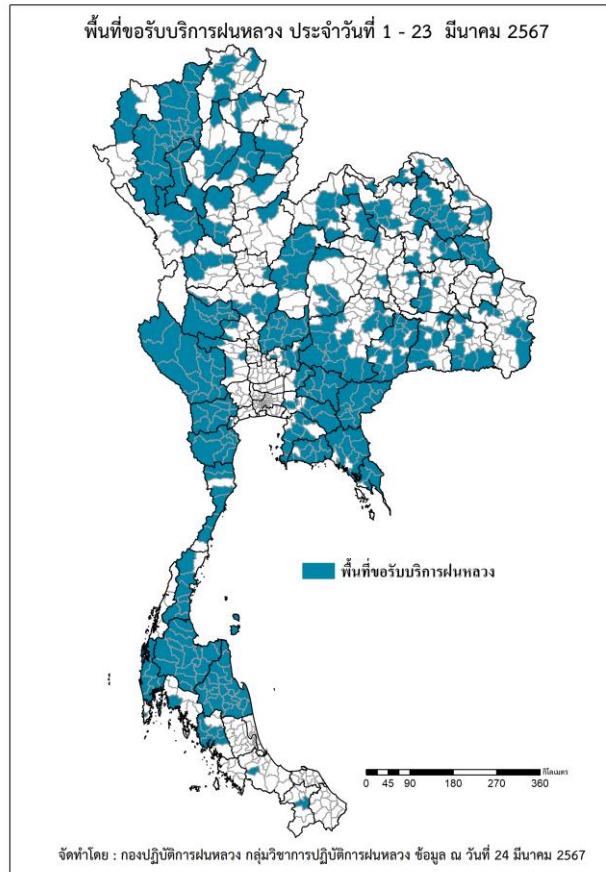 พื้นที่ขอรับบริการฝนหลวง ประจำวันที่ 1 - 23 มีนาคม 2567
พื้นที่ขอรับบริการฝนหลวง
กิโลเมตร
0 45 90 180 270 360
จัดทำโดย : กองปฏิบัติการฝนหลวง กลุ่มวิชาการปฏิบัติการฝนหลวง ข้อมูล ณ วันที่ 24 มีนาคม 2567